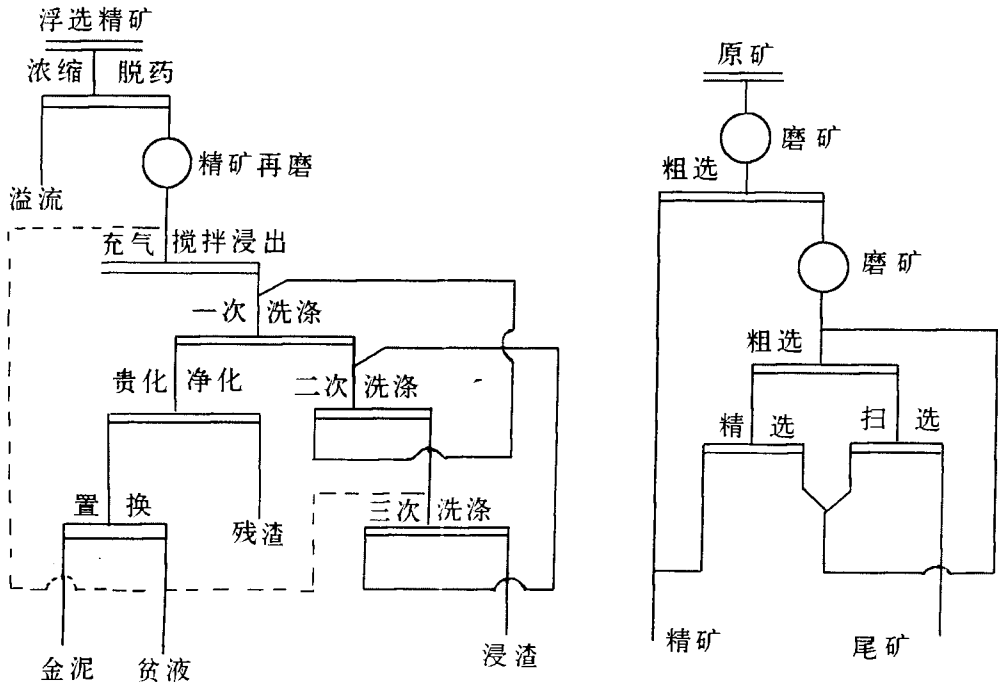 浮选精矿
浓缩 脱药
精矿再磨
溢流
充气 搅拌浸出
一次 洗涤
贵化 净化
二次 洗涤
置 换
残渣
三次 洗涤
金泥
贫液
浸渣
原矿
磨矿
粗选
磨矿
粗选
精 选
扫 选
精矿
尾矿